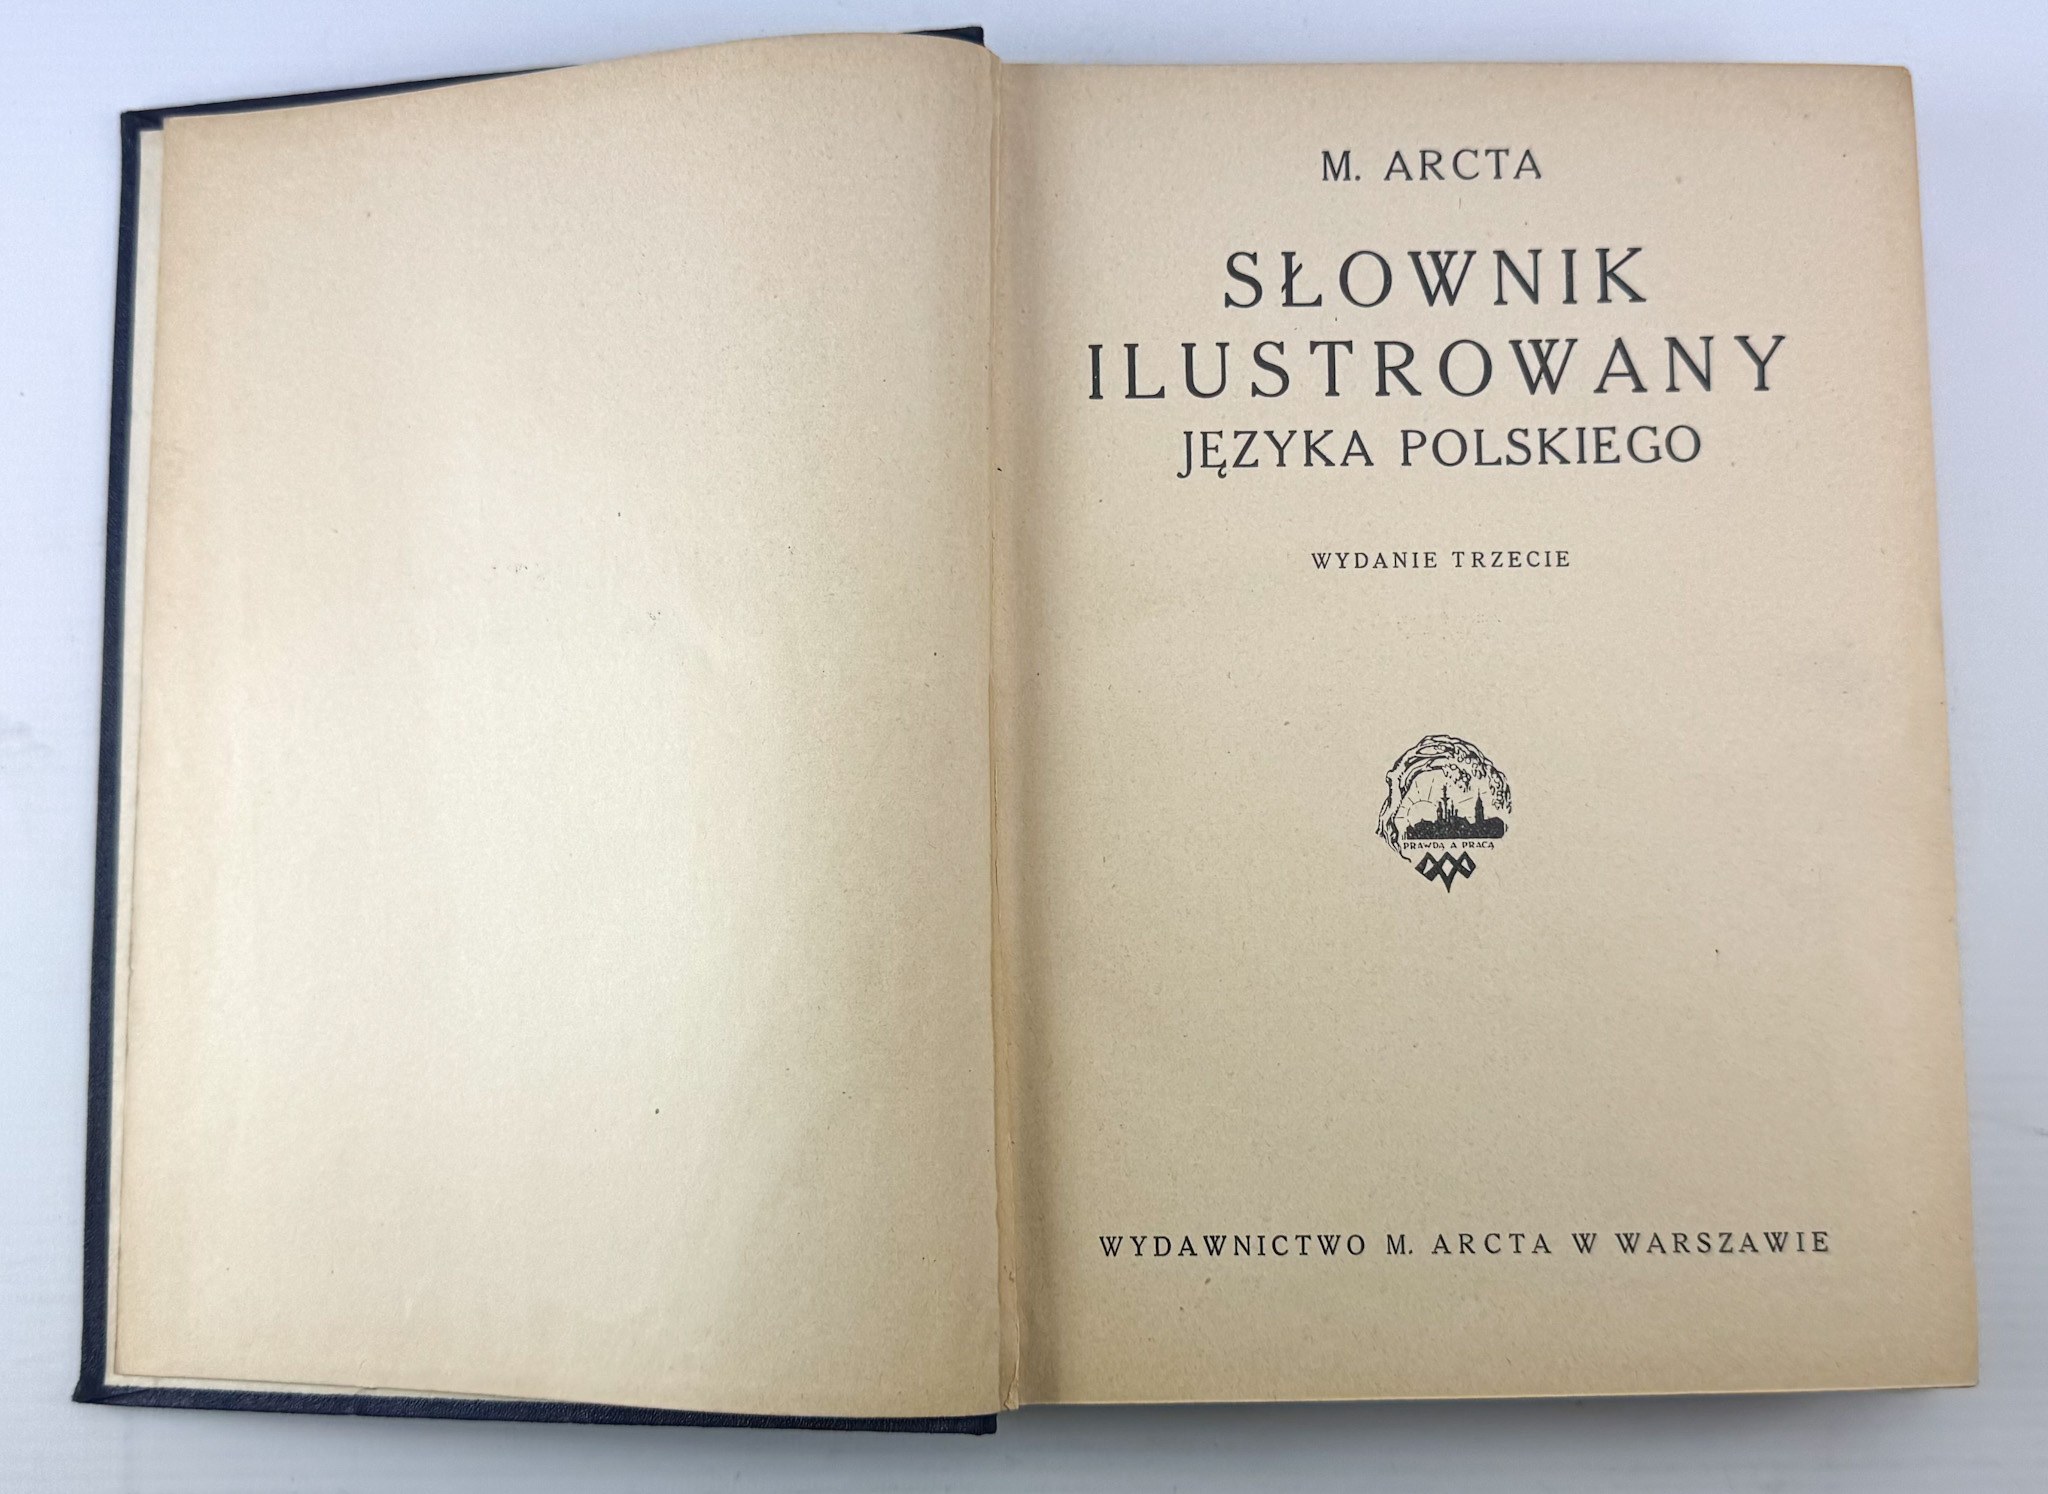 M. ARCTA
SŁOWNIK
ILUSTROWANY
JĘZYKA POLSKIEGO
WYDANIE TRZECIE
PRAWDĄ A PRACĄ
WYDAWNICTWO M. ARCTA W WARSZAWIE